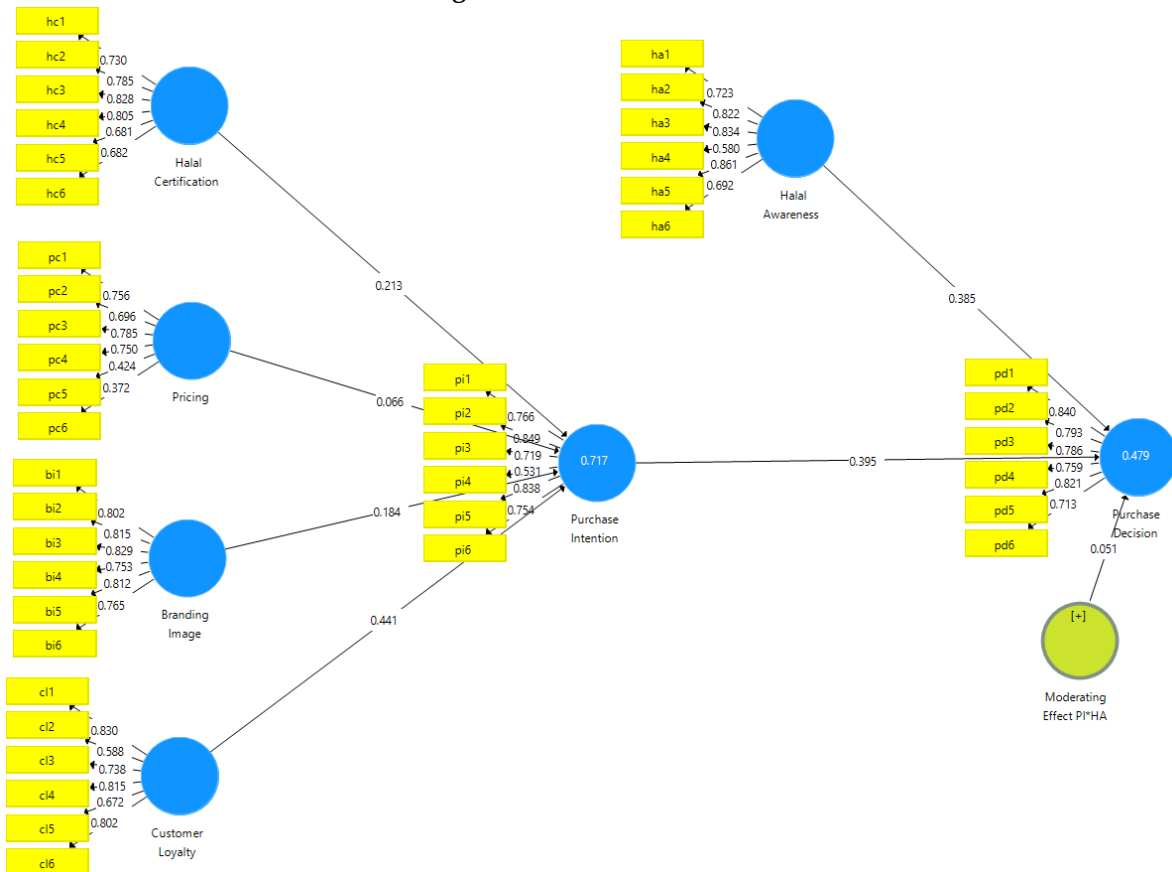 hc1
hc2
hc3
hc4
hc5
hc6
0.730
0.785
0.828
0.805
0.681
0.682
Halal
Certification
ha1
ha2
ha3
ha4
ha5
ha6
0.723
0.822
0.834
0.580
0.861
0.692
Halal
Awareness
0.213
0.385
pc1
pc2
pc3
pc4
pc5
pc6
0.756
0.696
0.785
0.750
0.424
0.372
Pricing
0.066
pi1
pi2
pi3
pi4
pi5
pi6
0.766
0.849
0.719
0.531
0.838
0.754
0.717
Purchase
Intention
0.395
pd1
pd2
pd3
pd4
pd5
pd6
0.840
0.793
0.786
0.759
0.821
0.713
0.479
Purchase
Decision
0.051
bi1
bi2
bi3
bi4
bi5
bi6
0.802
0.815
0.829
0.753
0.812
0.765
Branding
Image
0.184
[+]
Moderating
Effect PI*HA
0.441
cl1
cl2
cl3
cl4
cl5
cl6
0.830
0.588
0.738
0.815
0.672
0.802
Customer
Loyalty